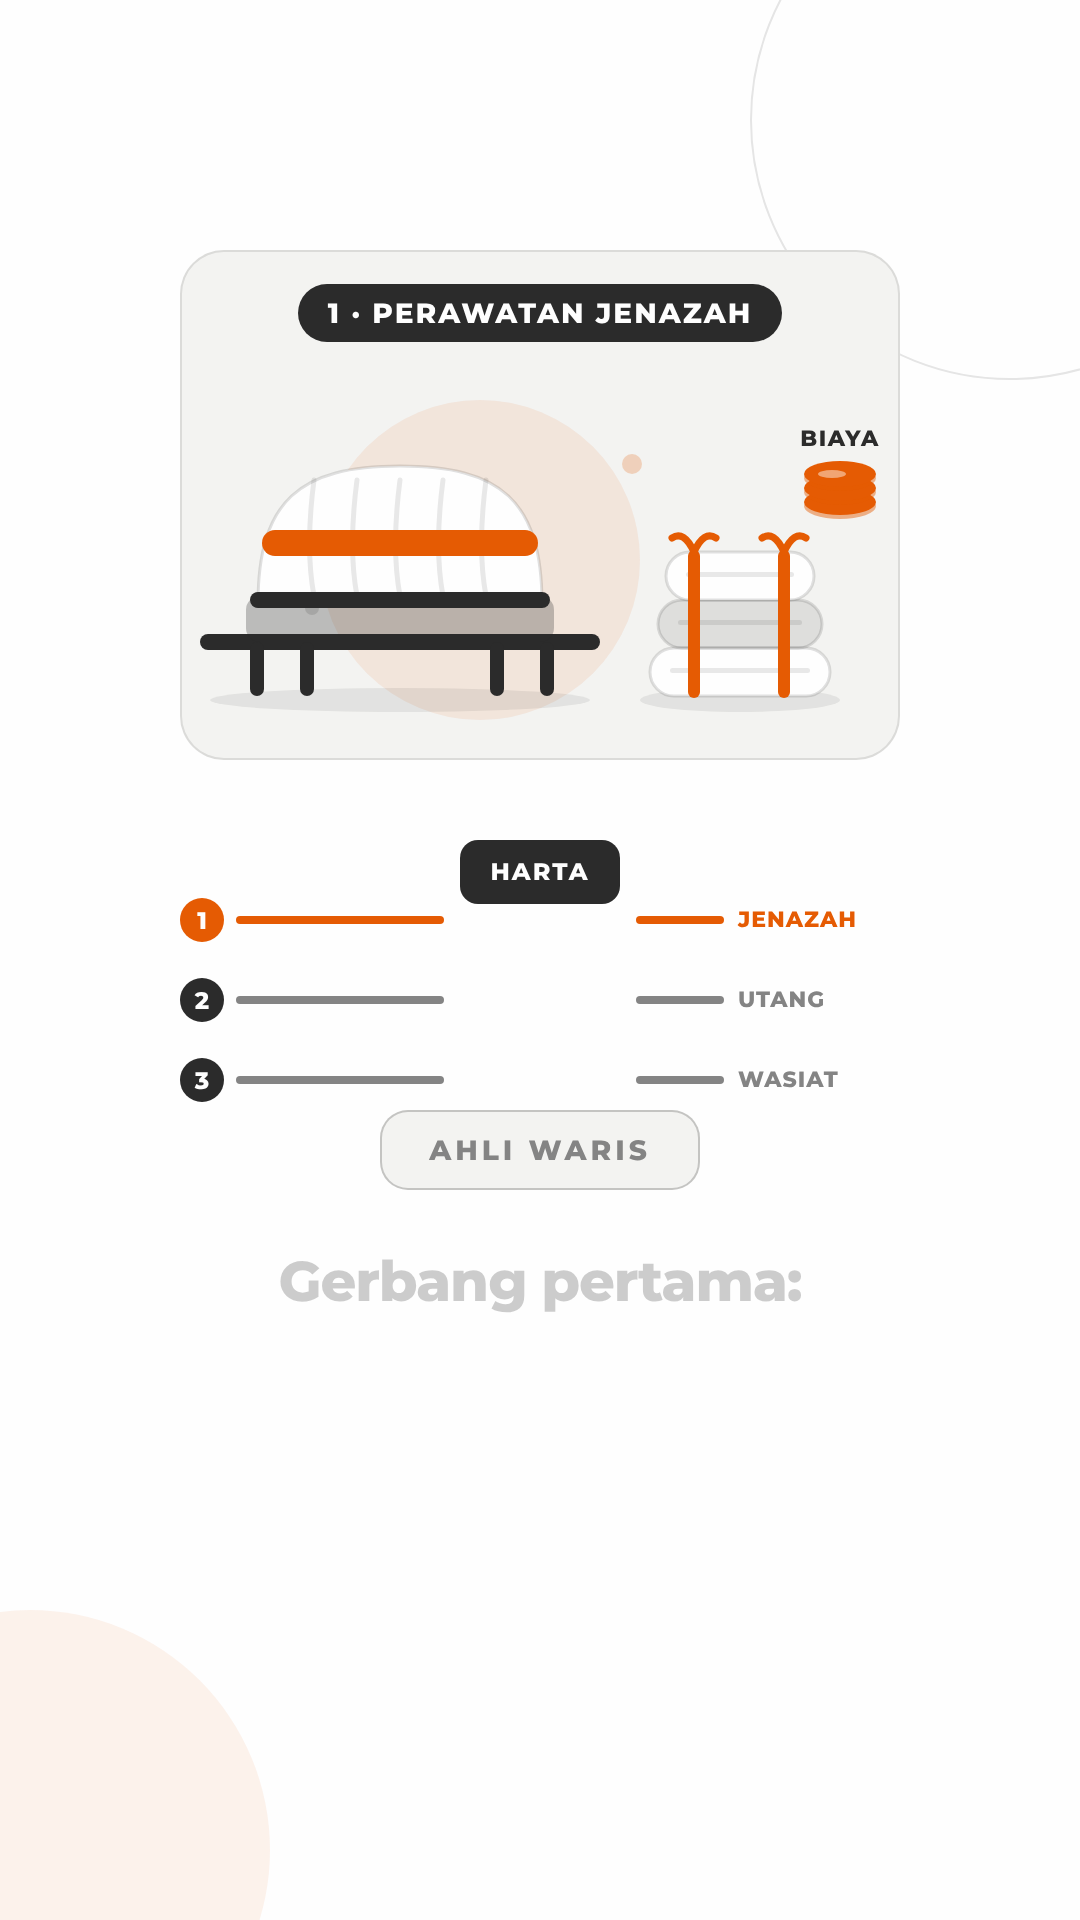 1 · PERAWATAN JENAZAH
BIAYA
HARTA
1 JENAZAH
2 UTANG
3 WASIAT
AHLI WARIS
Gerbang pertama: